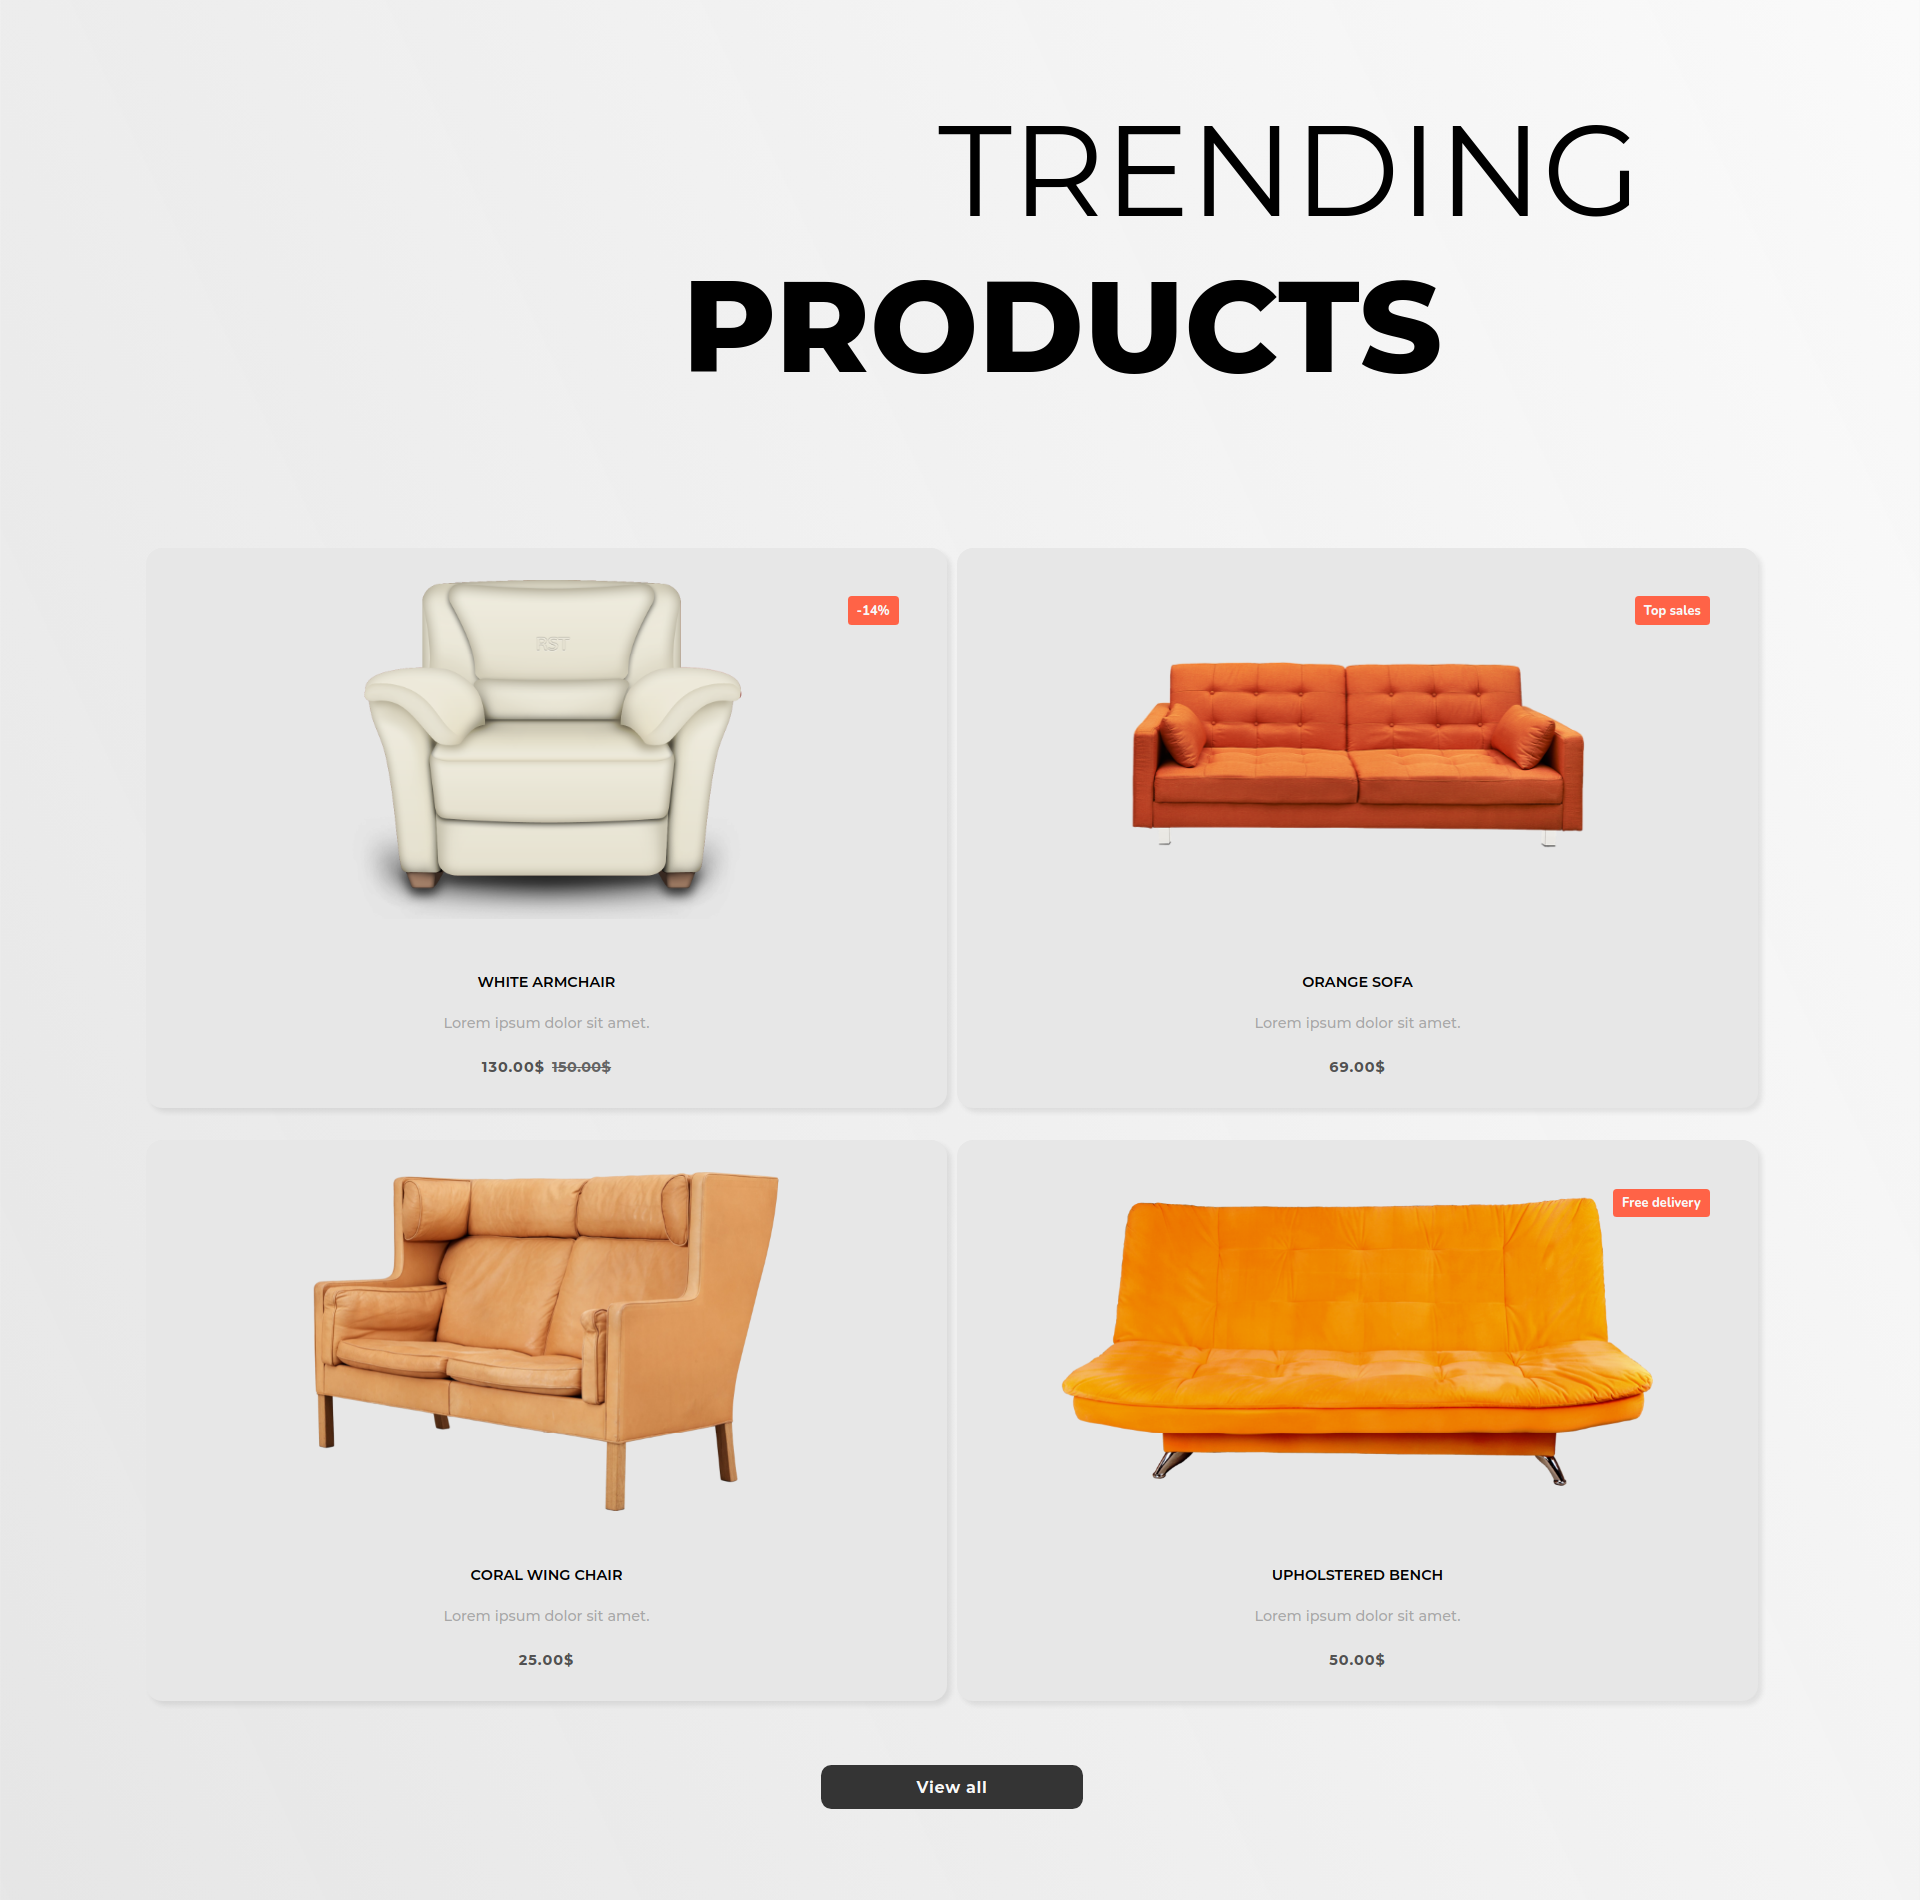 TRENDING
PRODUCTS
RST
-14%
WHITE ARMCHAIR
Lorem ipsum dolor sit amet.
130.00$ 150.00$
Top sales
ORANGE SOFA
Lorem ipsum dolor sit amet.
69.00$
CORAL WING CHAIR
Lorem ipsum dolor sit amet.
25.00$
Free delivery
UPHOLSTERED BENCH
Lorem ipsum dolor sit amet.
50.00$
View all